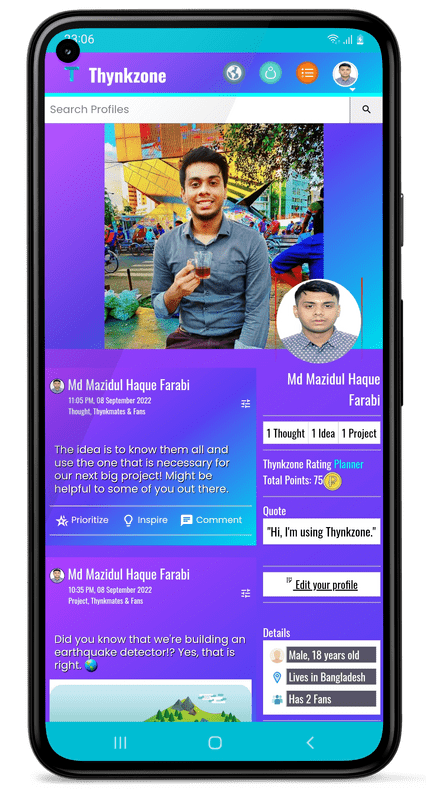 23:06
Thynkzone
Search Profiles
Md Mazidul Haque Farabi
11:05 PM, 08 September 2022
Thought, Thynkmates & Fans
The idea is to know them all and
use the one that is necessary for
our next big project! Might be
helpful to some of you out there.
Prioritize Inspire Comment
Md Mazidul Haque Farabi
10:35 PM, 08 September 2022
Project, Thynkmates & Fans
Did you know that we're building an
earthquake detector!? Yes, that is
right.
Md Mazidul Haque
Farabi
1 Thought 1 Idea 1 Project
Thynkzone Rating Planner
Total Points: 75
Quote
"Hi, I'm using Thynkzone."
Edit your profile
Details
Male, 18 years old
Lives in Bangladesh
Has 2 Fans